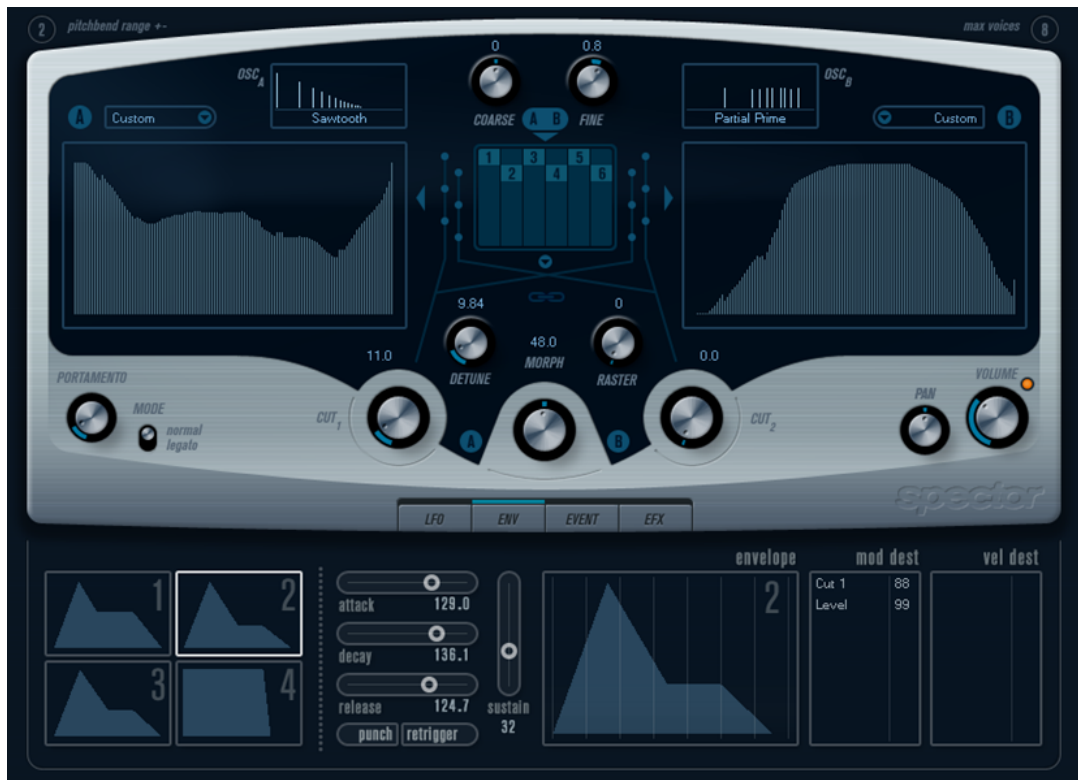 2 pitchbend range +-
max voices 8
0
0.8
OSC A
Sawtooth
COARSE A B FINE
Partial Prime
OSC B
A Custom
Custom B
1 2 3 4 5 6
9.84
DETUNE
48.0
MORPH
0
RASTER
11.0
CUT 1
0.0
CUT 2
A
B
PORTAMENTO
MODE
normal
legato
PAN
VOLUME
spector
LFO ENV EVENT EFX
1
2
3
4
attack 129.0
decay 136.1
release 124.7
punch retrigger
sustain
32
envelope
2
mod dest
Cut 1 88
Level 99
vel dest